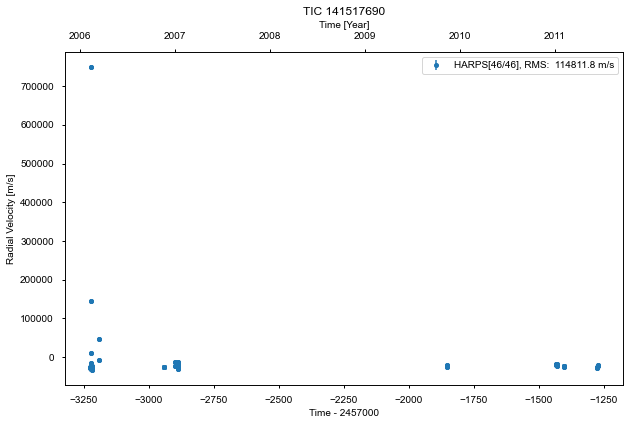 TIC 141517690
Time [Year]
2006 2007 2008 2009 2010 2011
HARPS[46/46], RMS: 114811.8 m/s
Radial Velocity [m/s]
700000
600000
500000
400000
300000
200000
100000
0
−3250 −3000 −2750 −2500 −2250 −2000 −1750 −1500 −1250
Time - 2457000